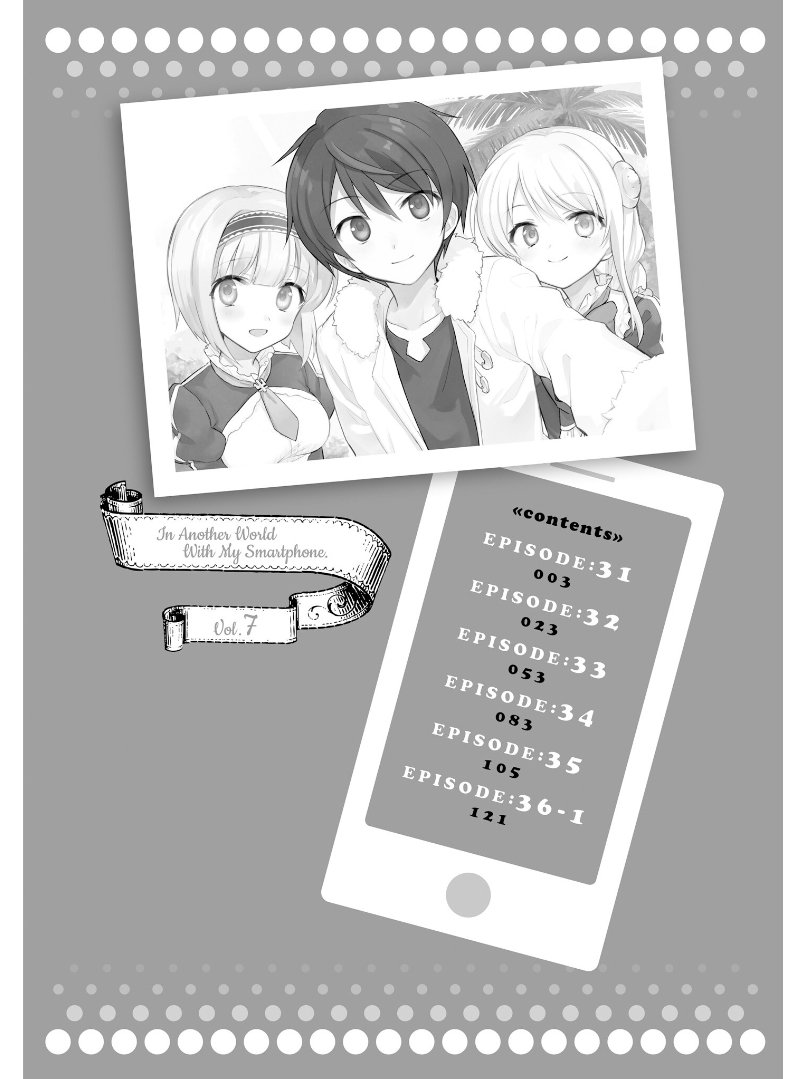 In Another World
With My Smartphone.
Vol.7
«contents»
EPISODE:31
003
EPISODE:32
023
EPISODE:33
053
EPISODE:34
083
EPISODE:35
105
EPISODE:36-1
121